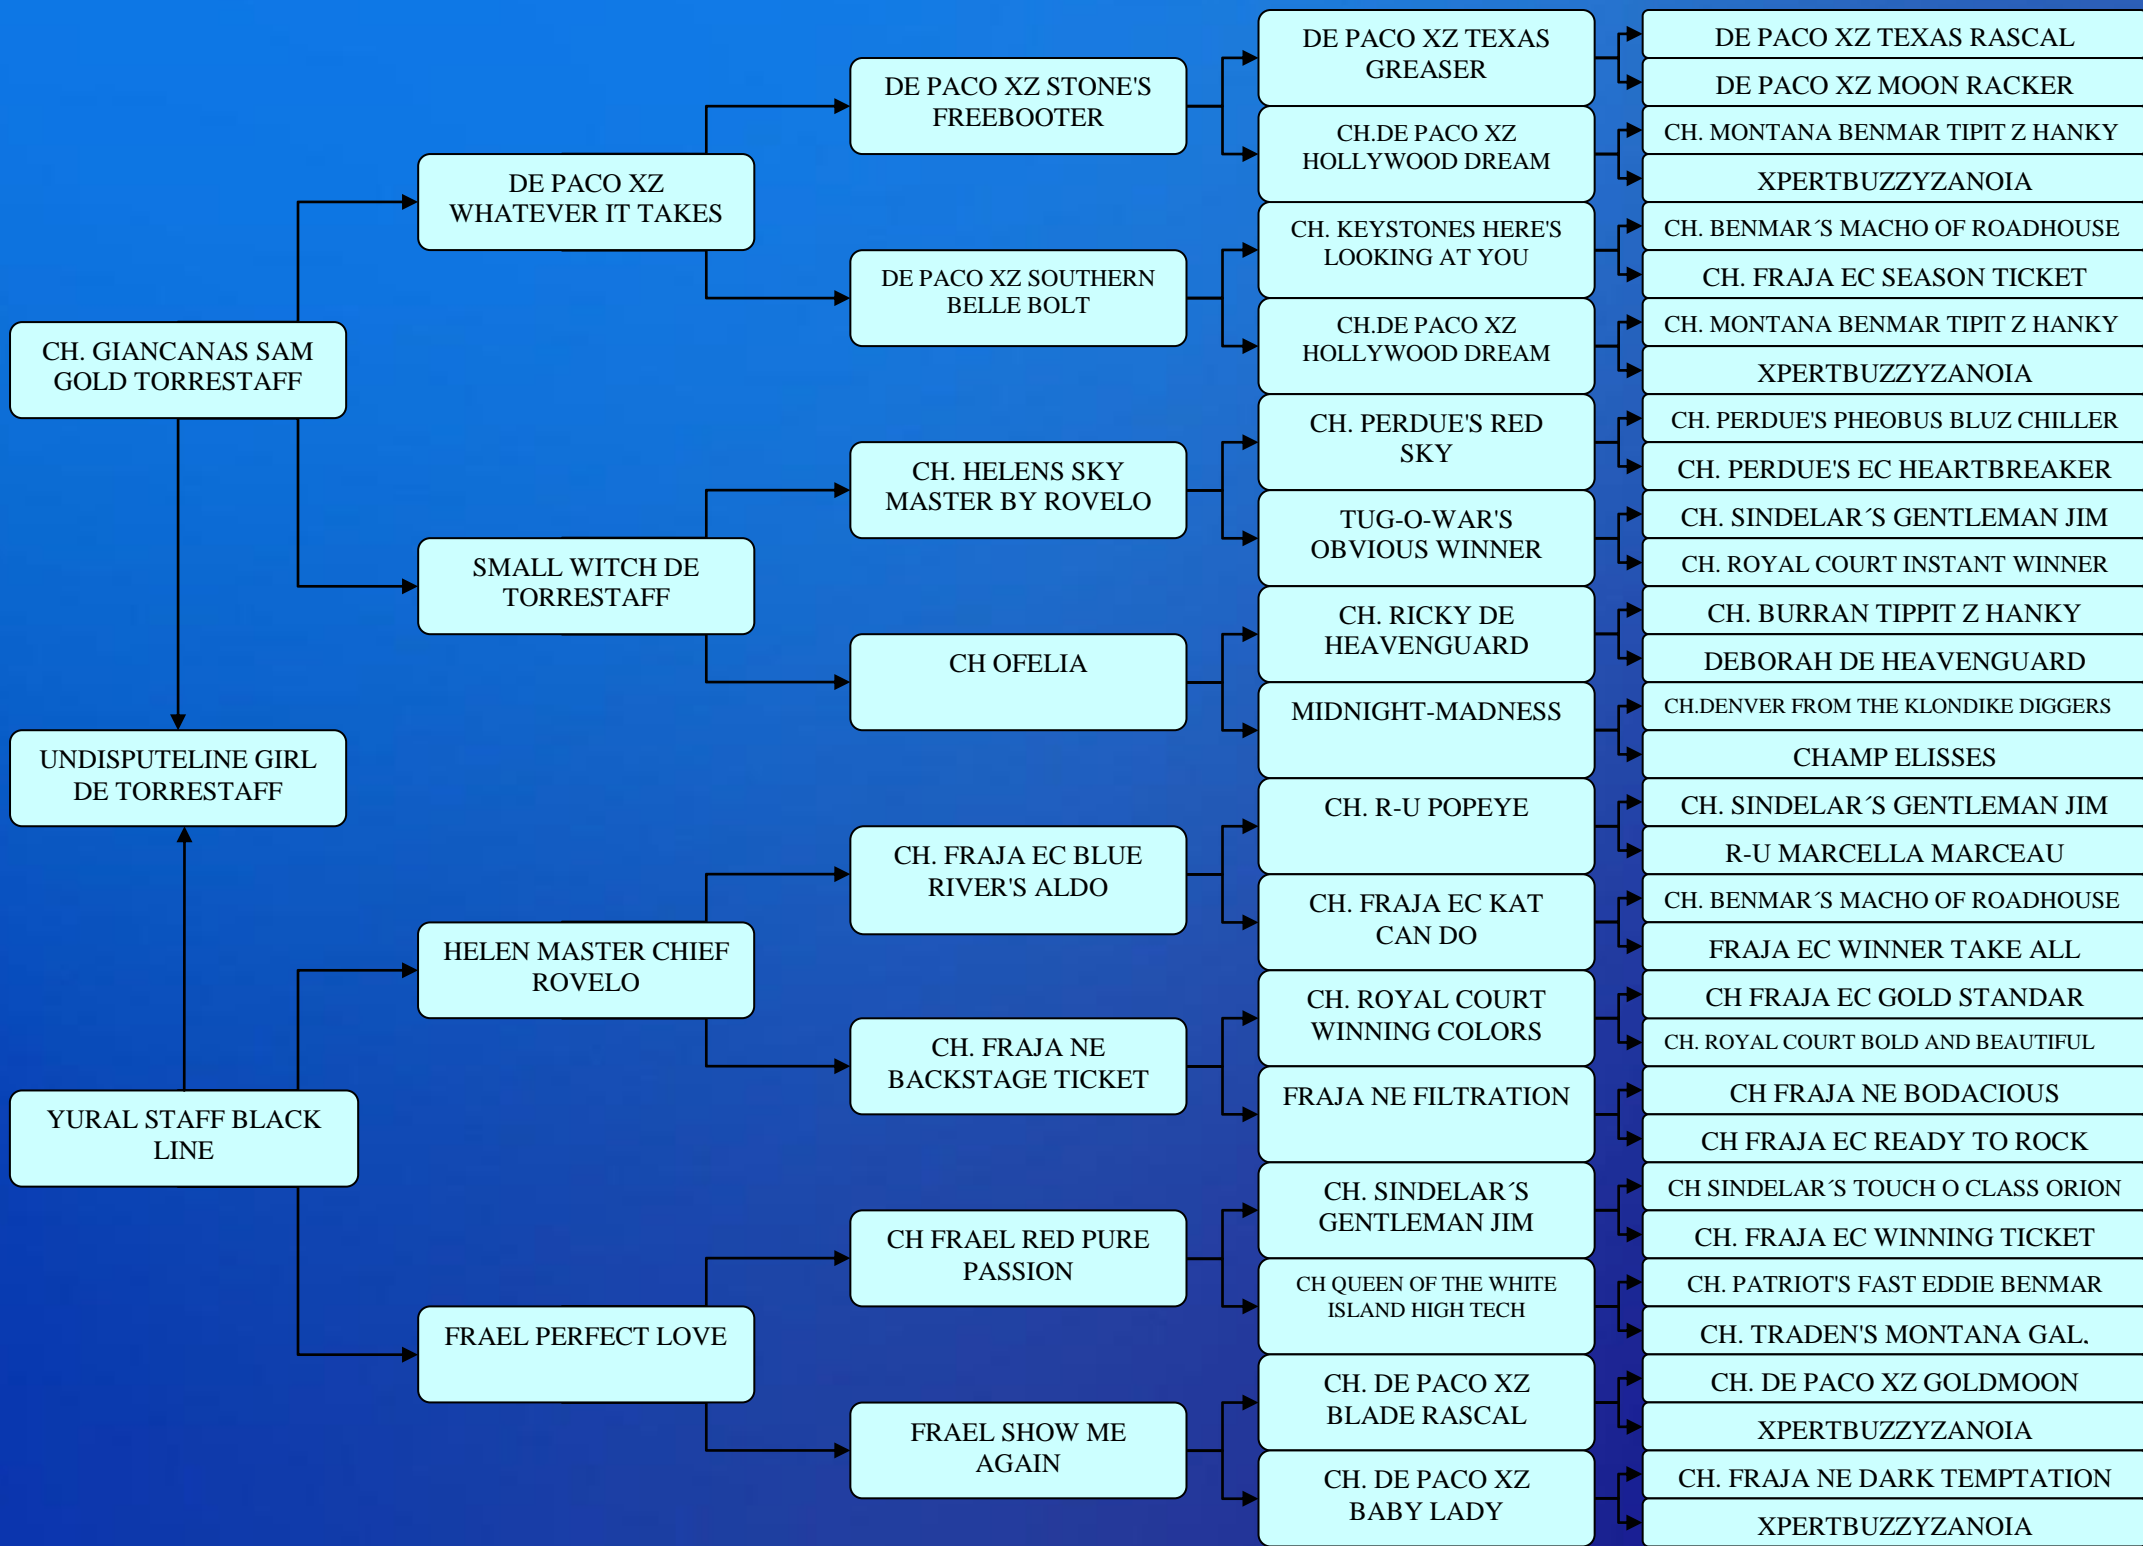 CH. GIANCANAS SAM
GOLD TORRESTAFF
UNDISPUTELINE GIRL
DE TORRESTAFF
YURAL STAFF BLACK
LINE
DE PACO XZ
WHATEVER IT TAKES
SMALL WITCH DE
TORRESTAFF
HELEN MASTER CHIEF
ROVELO
FRAEL PERFECT LOVE
DE PACO XZ STONE'S
FREEBOOTER
DE PACO XZ SOUTHERN
BELLE BOLT
CH. HELENS SKY
MASTER BY ROVELO
CH OFELIA
CH. FRAJA EC BLUE
RIVER'S ALDO
CH. FRAJA NE
BACKSTAGE TICKET
CH FRAEL RED PURE
PASSION
FRAEL SHOW ME
AGAIN
DE PACO XZ TEXAS
GREASER
CH.DE PACO XZ
HOLLYWOOD DREAM
CH. KEYSTONES HERE'S
LOOKING AT YOU
CH.DE PACO XZ
HOLLYWOOD DREAM
CH. PERDUE'S RED
SKY
TUG-O-WAR'S
OBVIOUS WINNER
CH. RICKY DE
HEAVENGUARD
MIDNIGHT-MADNESS
CH. R-U POPEYE
CH. FRAJA EC KAT
CAN DO
CH. ROYAL COURT
WINNING COLORS
FRAJA NE FILTRATION
CH. SINDELAR´S
GENTLEMAN JIM
CH QUEEN OF THE WHITE
ISLAND HIGH TECH
CH. DE PACO XZ
BLADE RASCAL
CH. DE PACO XZ
BABY LADY
DE PACO XZ TEXAS RASCAL
DE PACO XZ MOON RACKER
CH. MONTANA BENMAR TIPIT Z HANKY
XPERTBUZZYZANOIA
CH. BENMAR´S MACHO OF ROADHOUSE
CH. FRAJA EC SEASON TICKET
CH. MONTANA BENMAR TIPIT Z HANKY
XPERTBUZZYZANOIA
CH. PERDUE'S PHEOBUS BLUZ CHILLER
CH. PERDUE'S EC HEARTBREAKER
CH. SINDELAR´S GENTLEMAN JIM
CH. ROYAL COURT INSTANT WINNER
CH. BURRAN TIPPIT Z HANKY
DEBORAH DE HEAVENGUARD
CH.DENVER FROM THE KLONDIKE DIGGERS
CHAMP ELISSES
CH. SINDELAR´S GENTLEMAN JIM
R-U MARCELLA MARCEAU
CH. BENMAR´S MACHO OF ROADHOUSE
FRAJA EC WINNER TAKE ALL
CH FRAJA EC GOLD STANDAR
CH. ROYAL COURT BOLD AND BEAUTIFUL
CH FRAJA NE BODACIOUS
CH FRAJA EC READY TO ROCK
CH SINDELAR´S TOUCH O CLASS ORION
CH. FRAJA EC WINNING TICKET
CH. PATRIOT'S FAST EDDIE BENMAR
CH. TRADEN'S MONTANA GAL,
CH. DE PACO XZ GOLDMOON
XPERTBUZZYZANOIA
CH. FRAJA NE DARK TEMPTATION
XPERTBUZZYZANOIA